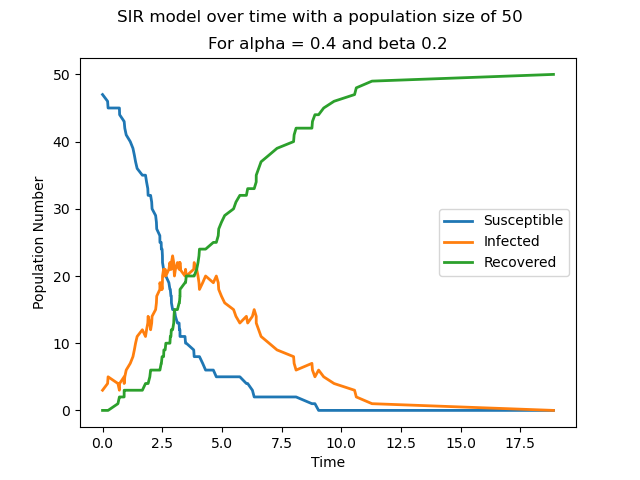 SIR model over time with a population size of 50
For alpha = 0.4 and beta 0.2
50
40
30
20
10
0
Population Number
Susceptible
Infected
Recovered
0.0 2.5 5.0 7.5 10.0 12.5 15.0 17.5
Time